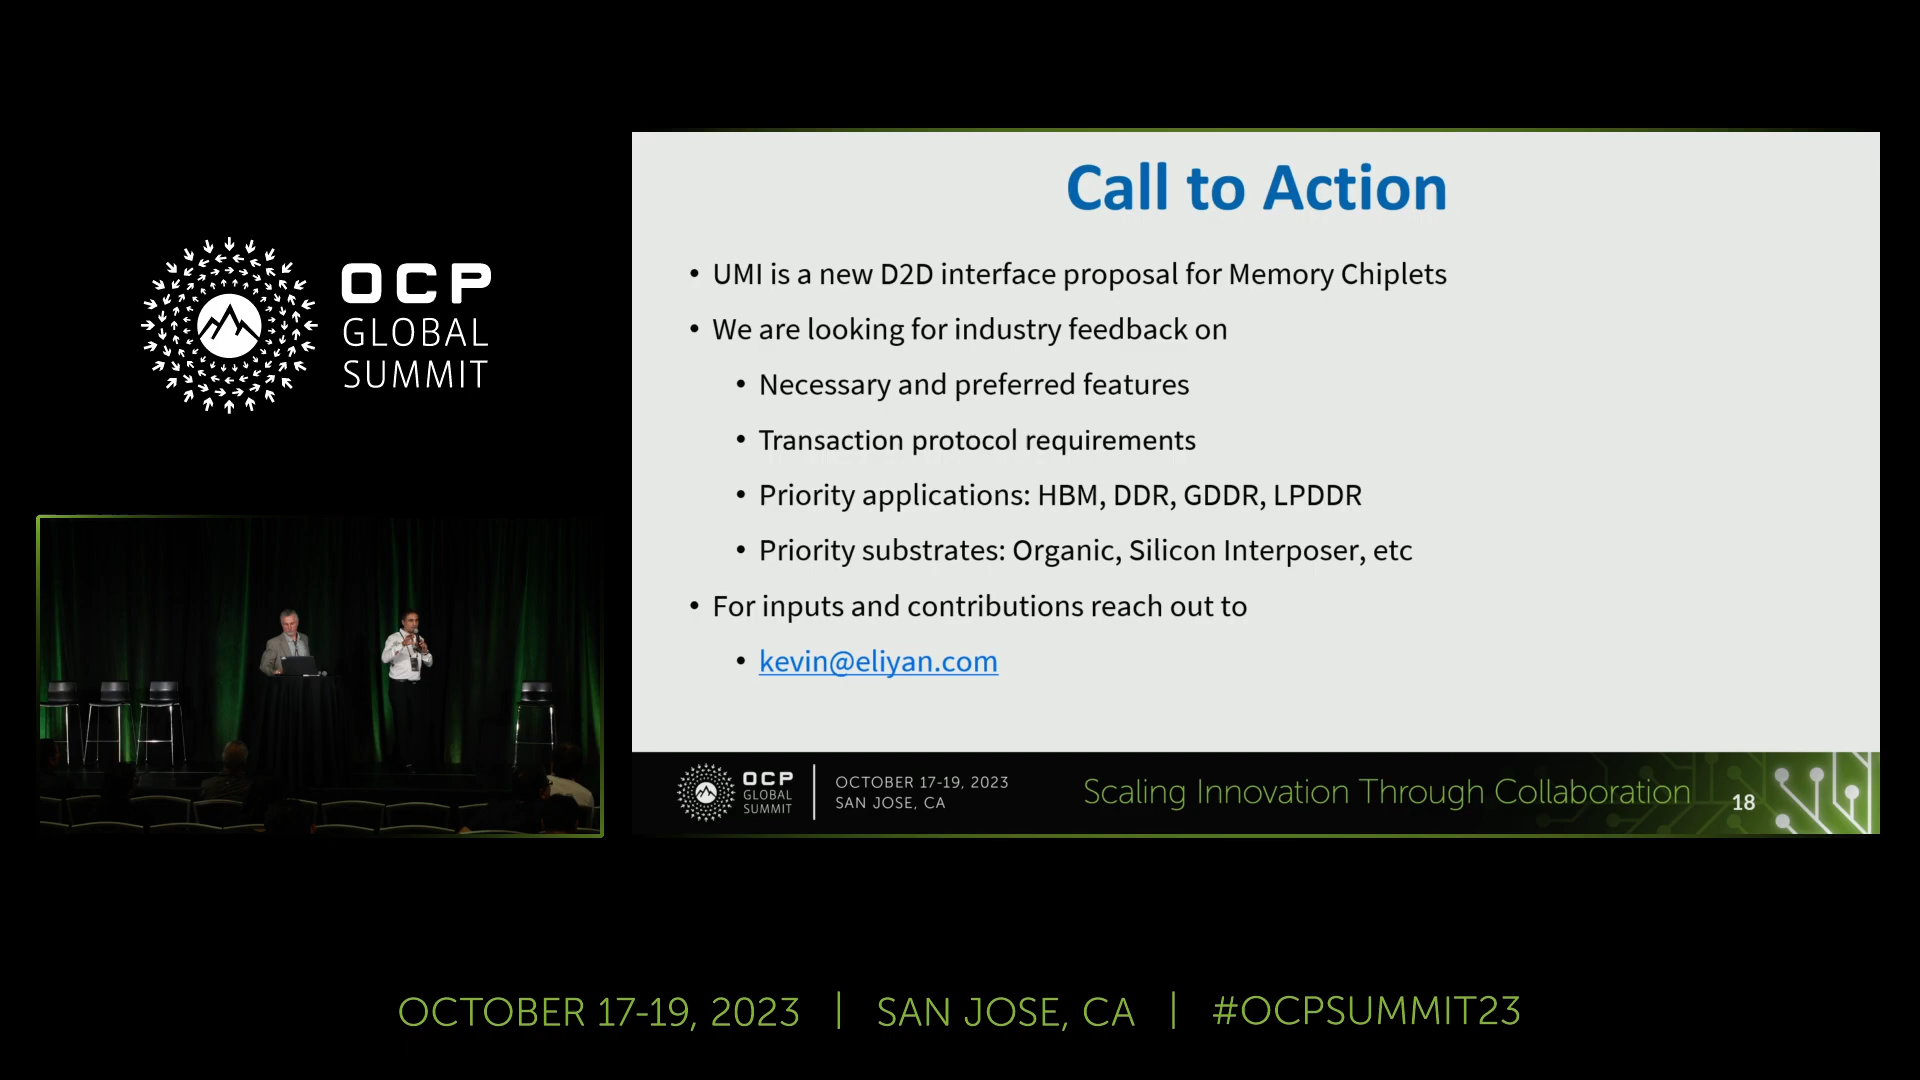 OCP
GLOBAL
SUMMIT
Call to Action
• UMI is a new D2D interface proposal for Memory Chiplets
• We are looking for industry feedback on
• Necessary and preferred features
• Transaction protocol requirements
• Priority applications: HBM, DDR, GDDR, LPDDR
• Priority substrates: Organic, Silicon Interposer, etc
• For inputs and contributions reach out to
• kevin@eliyan.com
OCP
GLOBAL
SUMMIT
OCTOBER 17-19, 2023
SAN JOSE, CA
Scaling Innovation Through Collaboration
18
OCTOBER 17-19, 2023 | SAN JOSE, CA | #OCPSUMMIT23